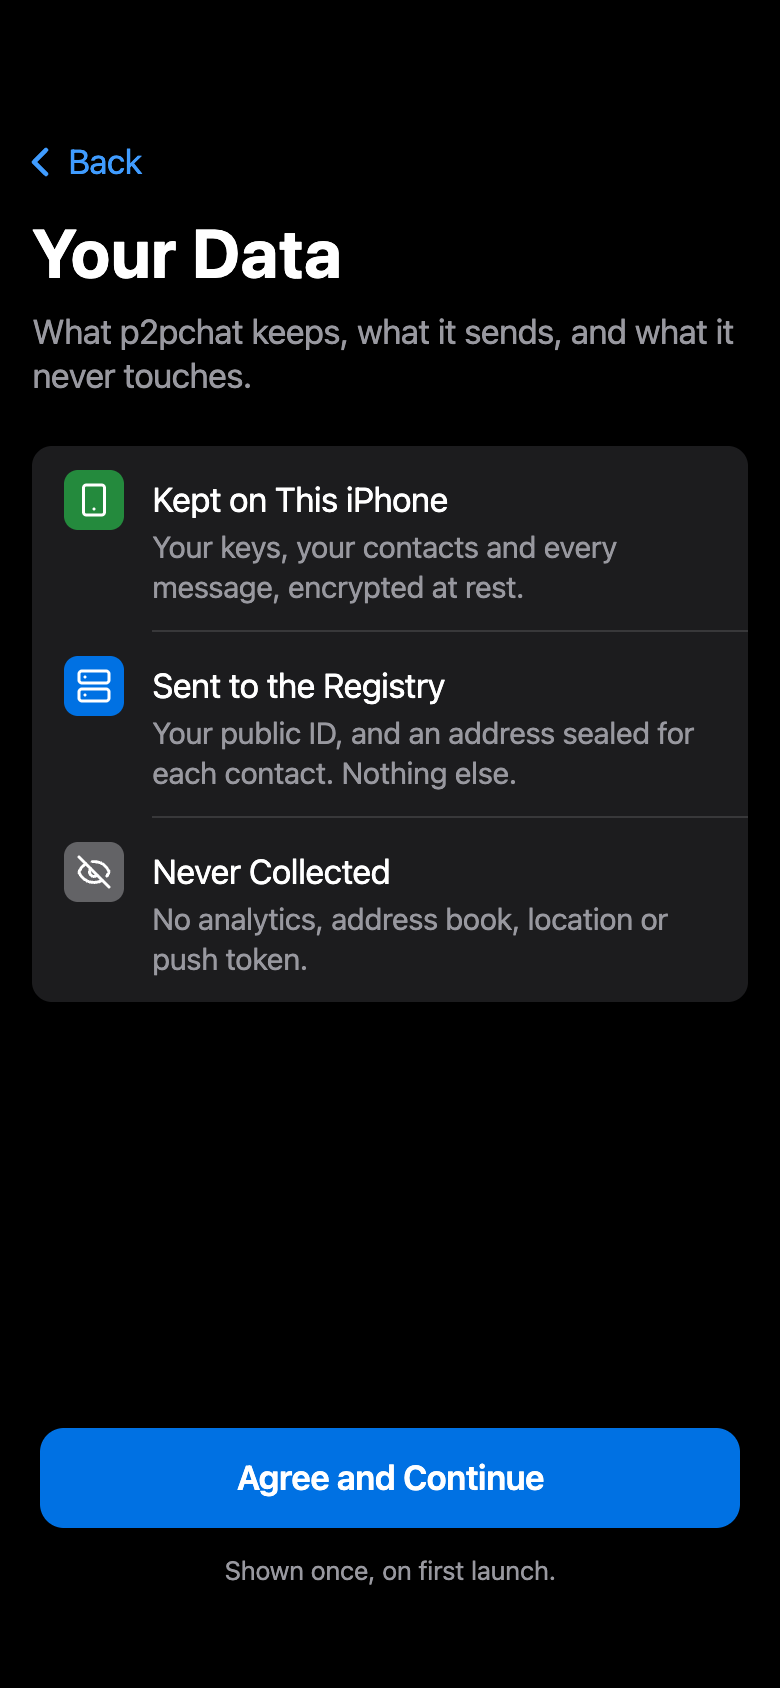 Back
Your Data
What p2pchat keeps, what it sends, and what it
never touches.
Kept on This iPhone
Your keys, your contacts and every
message, encrypted at rest.
Sent to the Registry
Your public ID, and an address sealed for
each contact. Nothing else.
Never Collected
No analytics, address book, location or
push token.
Agree and Continue
Shown once, on first launch.